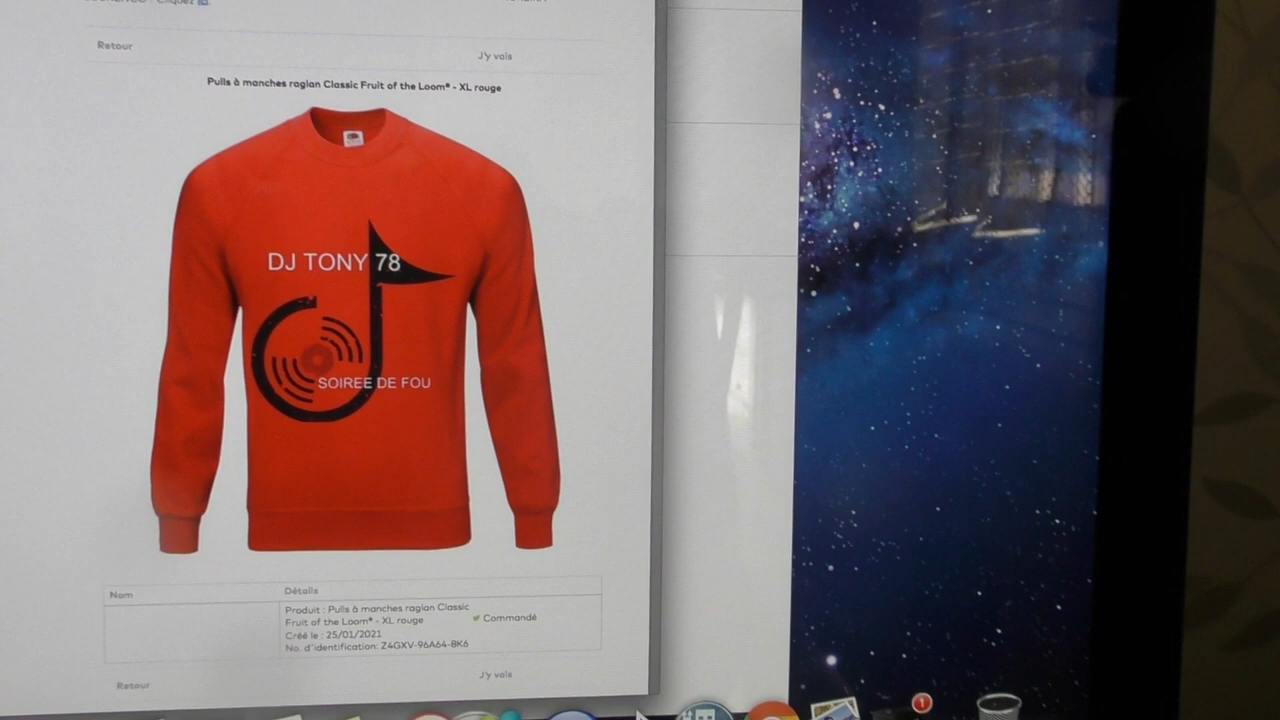 Retour
J'y vais
Pulls à manches raglan Classic Fruit of the Loom® - XL rouge
DJ TONY 78
SOIREE DE FOU
Nom
Détails
Produit : Pulls à manches raglan Classic
Fruit of the Loom® - XL rouge
Commandé
Créé le : 25/01/2021
No. d'identification: Z4GXV-96A64-BK6
J'y vais
Retour
1